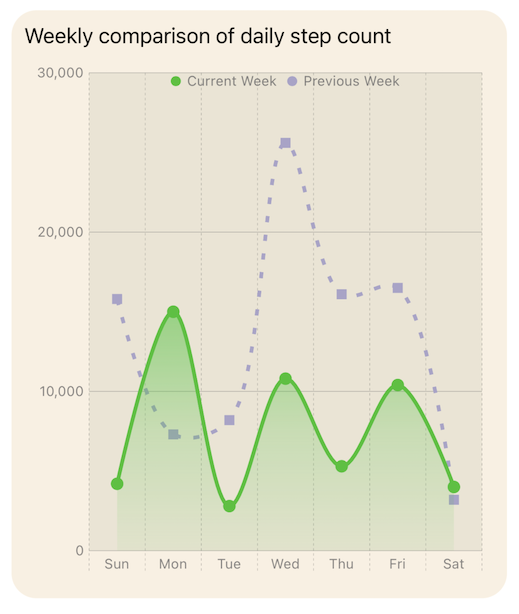 Weekly comparison of daily step count
30,000
Current Week Previous Week
20,000
10,000
0
Sun Mon Tue Wed Thu Fri Sat